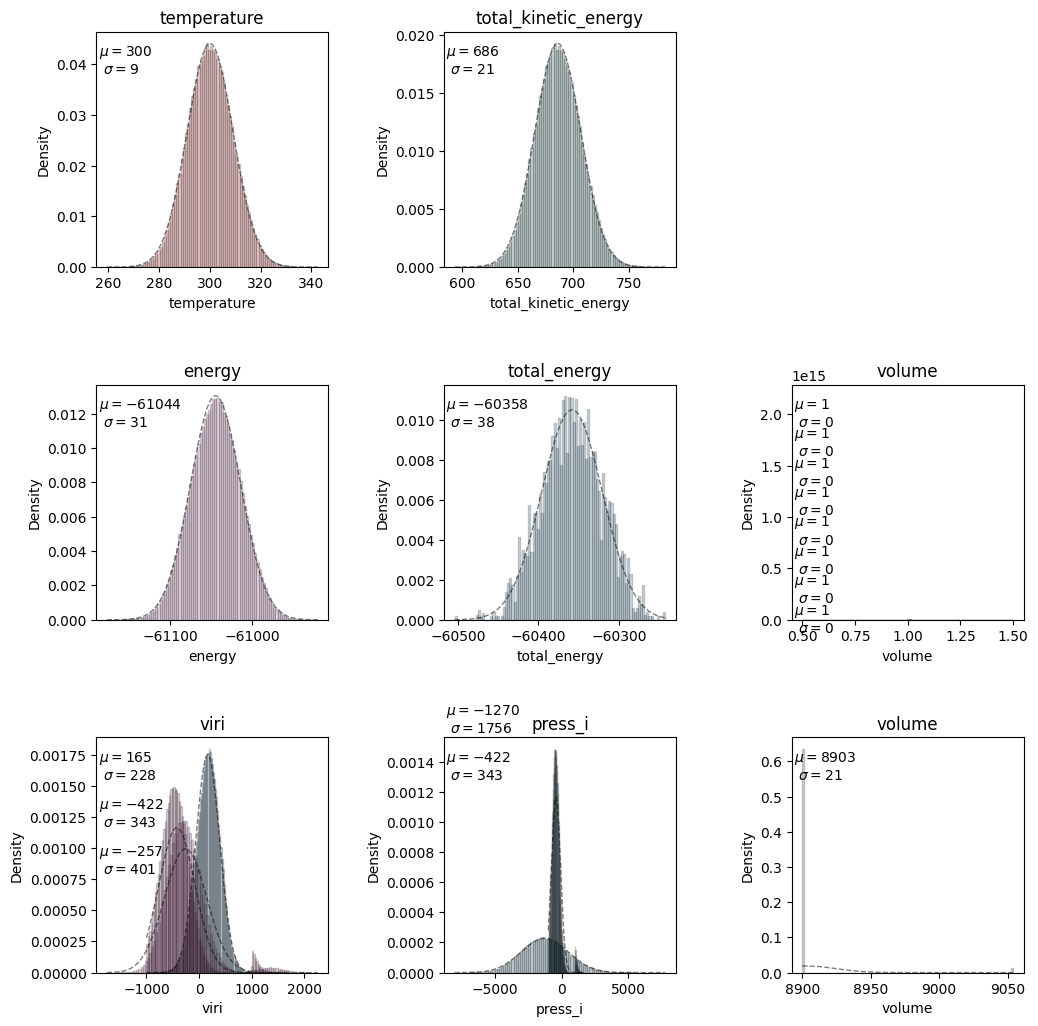 temperature
μ = 300
σ = 9
0.04
0.03
0.02
0.01
0.00
Density
260 280 300 320 340
temperature
total_kinetic_energy
μ = 686
σ = 21
0.020
0.015
0.010
0.005
0.000
Density
600 650 700 750
total_kinetic_energy
energy
μ = −61044
σ = 31
0.012
0.010
0.008
0.006
0.004
0.002
0.000
Density
−61100 −61000
energy
total_energy
μ = −60358
σ = 38
0.010
0.008
0.006
0.004
0.002
0.000
Density
−60500 −60400 −60300
total_energy
volume
1e15
μ = 1
σ = 0
μ = 1
σ = 0
μ = 1
σ = 0
μ = 1
σ = 0
μ = 1
σ = 0
μ = 1
σ = 0
μ = 1
σ = 0
μ = 1
σ = 0
2.0
1.5
1.0
0.5
0.0
Density
0.50 0.75 1.00 1.25 1.50
volume
viri
μ = 165
σ = 228
μ = −422
σ = 343
μ = −257
σ = 401
0.00175
0.00150
0.00125
0.00100
0.00075
0.00050
0.00025
0.00000
Density
−1000 0 1000 2000
viri
μ = −1270
σ = 1756
press_i
μ = −422
σ = 343
0.0014
0.0012
0.0010
0.0008
0.0006
0.0004
0.0002
0.0000
Density
−5000 0 5000
press_i
volume
μ = 8903
σ = 21
0.6
0.5
0.4
0.3
0.2
0.1
0.0
Density
8900 8950 9000 9050
volume